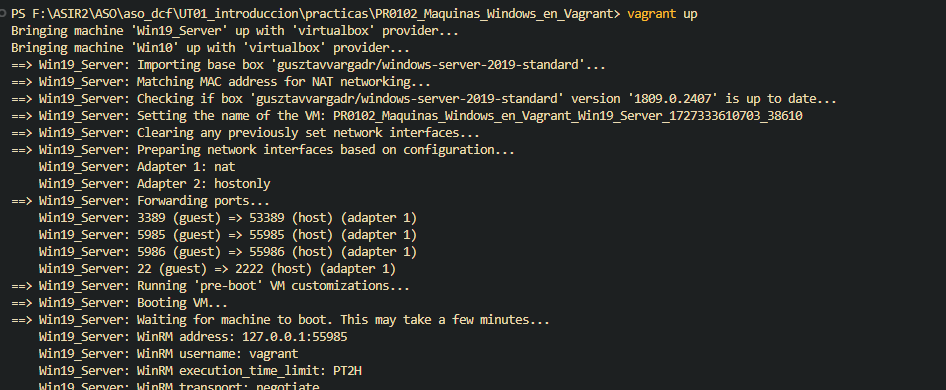 PS F:\ASIR2\ASO\aso_dcf\UT01_introduccion\practicas\PR0102_Maquinas_Windows_en_Vagrant> vagrant up
Bringing machine 'Win19_Server' up with 'virtualbox' provider...
Bringing machine 'Win10' up with 'virtualbox' provider...
==> Win19_Server: Importing base box 'gusztavvargadr/windows-server-2019-standard'...
==> Win19_Server: Matching MAC address for NAT networking...
==> Win19_Server: Checking if box 'gusztavvargadr/windows-server-2019-standard' version '1809.0.2407' is up to date...
==> Win19_Server: Setting the name of the VM: PR0102_Maquinas_Windows_en_Vagrant_Win19_Server_1727333610703_38610
==> Win19_Server: Clearing any previously set network interfaces...
==> Win19_Server: Preparing network interfaces based on configuration...
    Win19_Server: Adapter 1: nat
    Win19_Server: Adapter 2: hostonly
==> Win19_Server: Forwarding ports...
    Win19_Server: 3389 (guest) => 53389 (host) (adapter 1)
    Win19_Server: 5985 (guest) => 55985 (host) (adapter 1)
    Win19_Server: 5986 (guest) => 55986 (host) (adapter 1)
    Win19_Server: 22 (guest) => 2222 (host) (adapter 1)
==> Win19_Server: Running 'pre-boot' VM customizations...
==> Win19_Server: Booting VM...
==> Win19_Server: Waiting for machine to boot. This may take a few minutes...
    Win19_Server: WinRM address: 127.0.0.1:55985
    Win19_Server: WinRM username: vagrant
    Win19_Server: WinRM execution_time_limit: PT2H
    Win19_Server: WinRM transport: negotiate